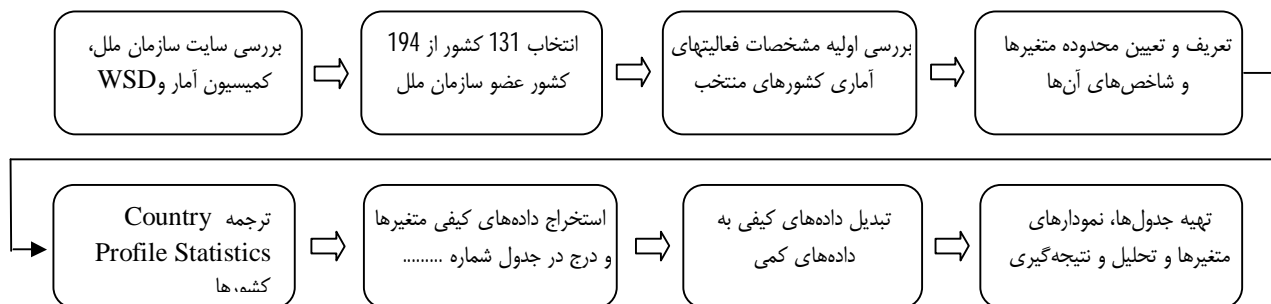 بررسی سایت سازمان ملل،
کمیسیون آمار وWSD
انتخاب 131 کشور از 194
کشور عضو سازمان ملل
بررسی اولیه مشخصات فعالیتهای
آماری کشورهای منتخب
تعریف و تعیین محدوده متغیرها
و شاخص‌های آن‌ها
ترجمه Country
Profile Statistics
کشورها
استخراج داده‌های کیفی متغیرها
و درج در جدول شماره .........
تبدیل داده‌های کیفی به
داده‌های کمی
تهیه جدول‌ها، نمودارهای
متغیرها و تحلیل و نتیجه‌گیری